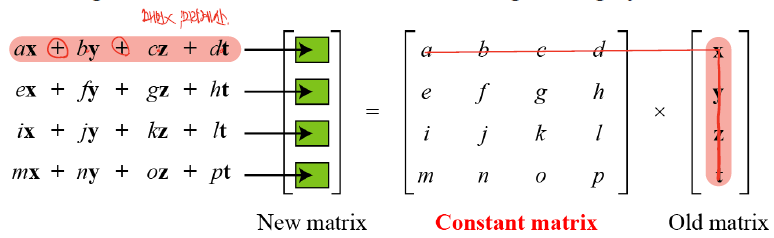 ax + by + cz + dt
ex + fy + gz + ht
ix + jy + kz + lt
mx + ny + oz + pt
=
a b c d
e f g h
i j k l
m n o p
×
x
y
z
t
New matrix
Constant matrix
Old matrix